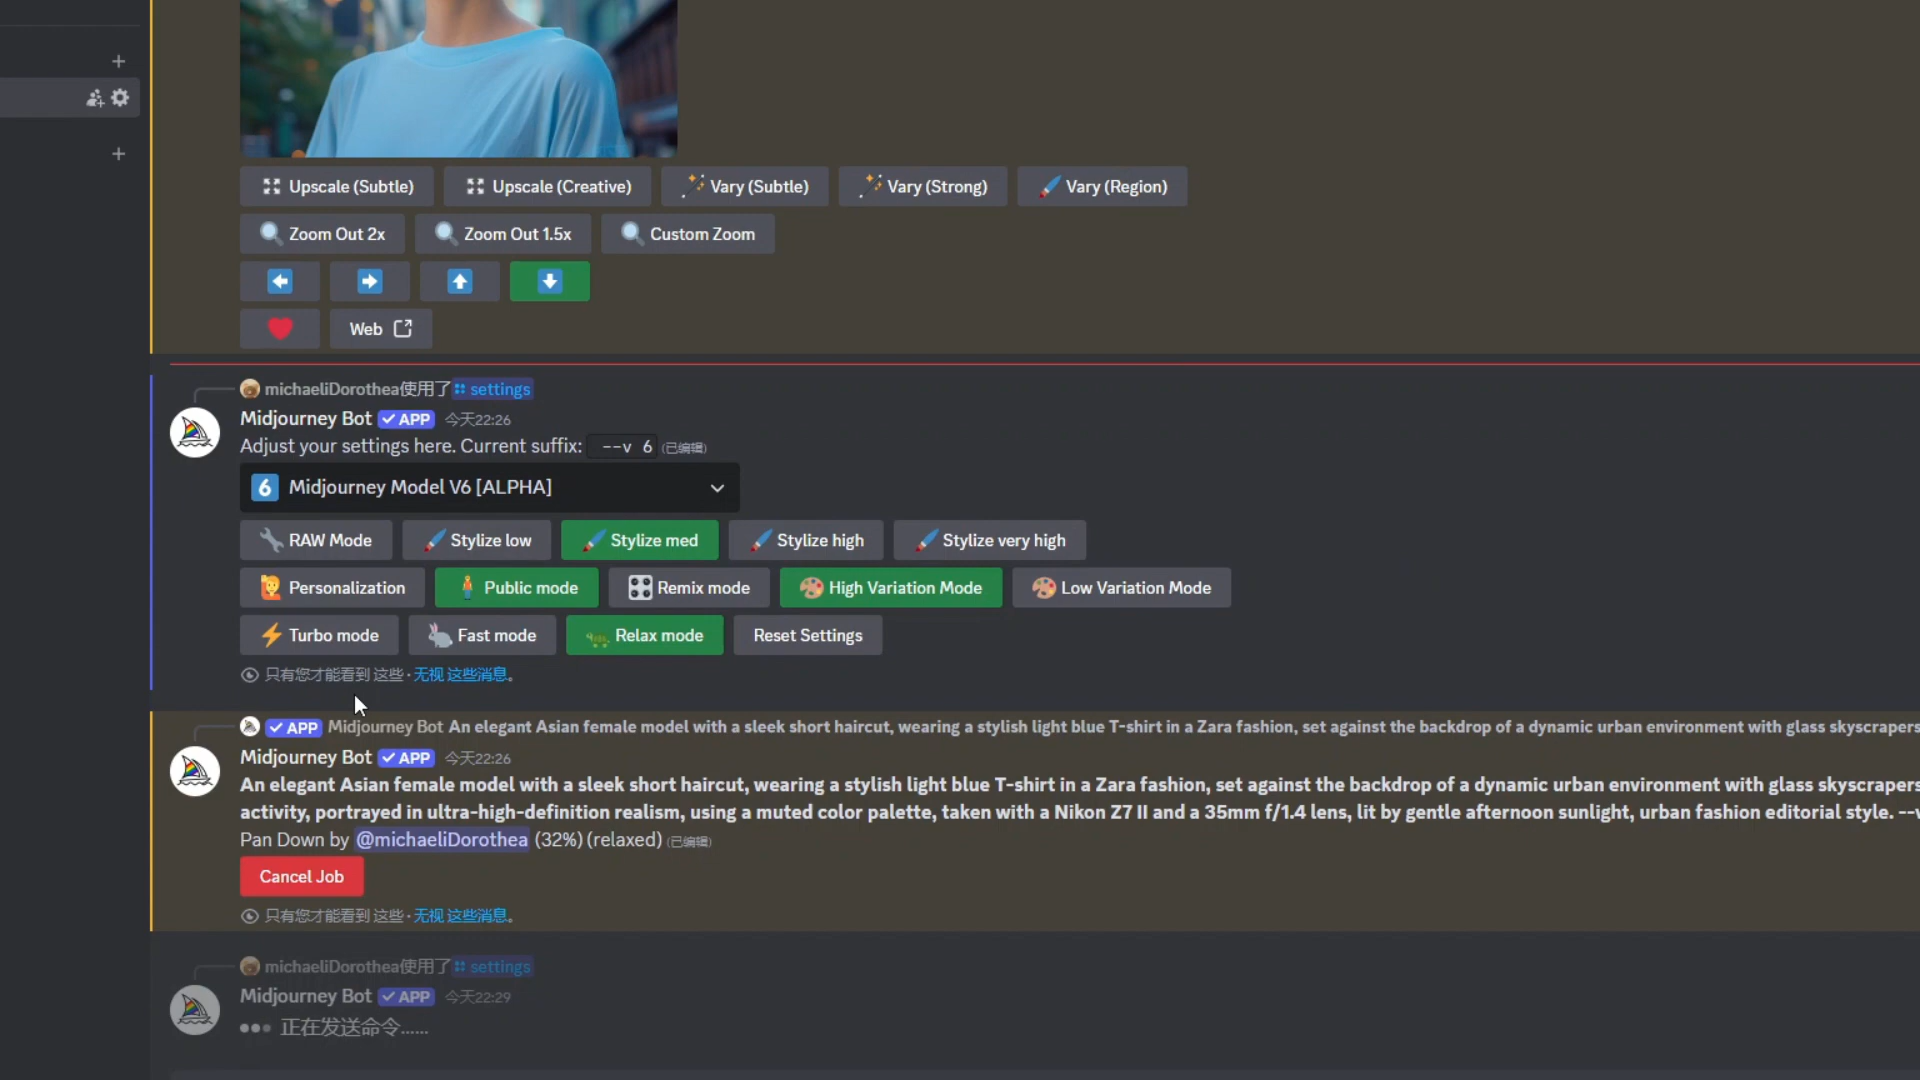 Upscale (Subtle) Upscale (Creative) Vary (Subtle) Vary (Strong) Vary (Region)
Zoom Out 2x Zoom Out 1.5x Custom Zoom
Web
michaeliDorothea使用了 settings
Midjourney Bot APP 今天22:26
Adjust your settings here. Current suffix: --v 6 (已编辑)
6 Midjourney Model V6 [ALPHA]
RAW Mode Stylize low Stylize med Stylize high Stylize very high
Personalization Public mode Remix mode High Variation Mode Low Variation Mode
Turbo mode Fast mode Relax mode Reset Settings
只有您才能看到 这些 · 无视 这些消息。
APP Midjourney Bot An elegant Asian female model with a sleek short haircut, wearing a stylish light blue T-shirt in a Zara fashion, set against the backdrop of a dynamic urban environment with glass skyscrapers
Midjourney Bot APP 今天22:26
An elegant Asian female model with a sleek short haircut, wearing a stylish light blue T-shirt in a Zara fashion, set against the backdrop of a dynamic urban environment with glass skyscrapers
activity, portrayed in ultra-high-definition realism, using a muted color palette, taken with a Nikon Z7 II and a 35mm f/1.4 lens, lit by gentle afternoon sunlight, urban fashion editorial style. --v
Pan Down by @michaeliDorothea (32%) (relaxed) (已编辑)
Cancel Job
只有您才能看到 这些 · 无视 这些消息。
michaeliDorothea使用了 settings
Midjourney Bot APP 今天22:29
正在发送命令......